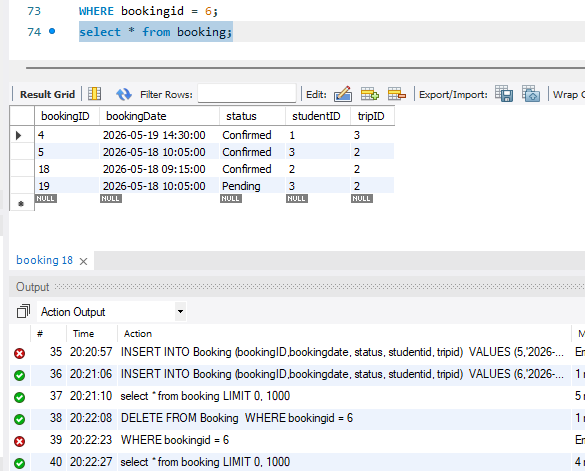 73 WHERE bookingid = 6;
74 select * from booking;
Result Grid Filter Rows: Edit: Export/Import: Wrap C
bookingID bookingDate status studentID tripID
4 2026-05-19 14:30:00 Confirmed 1 3
5 2026-05-18 10:05:00 Confirmed 3 2
18 2026-05-18 09:15:00 Confirmed 2 2
19 2026-05-18 10:05:00 Pending 3 2
NULL NULL NULL NULL NULL
booking 18
Output
Action Output
# Time Action M
35 20:20:57 INSERT INTO Booking (bookingID,bookingdate, status, studentid, tripid) VALUES (5,'2026-... Er
36 20:21:06 INSERT INTO Booking (bookingID,bookingdate, status, studentid, tripid) VALUES (6,'2026-... 1 r
37 20:21:10 select * from booking LIMIT 0, 1000 5 r
38 20:22:08 DELETE FROM Booking WHERE bookingid = 6 1 r
39 20:22:23 WHERE bookingid = 6 Er
40 20:22:27 select * from booking LIMIT 0, 1000 4 r